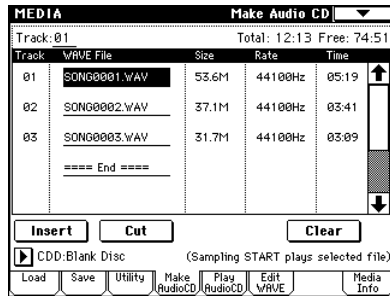 MEDIA Make Audio CD
Track:01 Total: 12:13 Free: 74:51
Track WAVE File Size Rate Time
01 SONG0001.WAV 53.6M 44100Hz 05:19
02 SONG0002.WAV 37.1M 44100Hz 03:41
03 SONG0003.WAV 31.7M 44100Hz 03:09
==== End ====
Insert Cut Clear
CDD:Blank Disc (Sampling START plays selected file)
Load Save Utility Make AudioCD Play AudioCD Edit WAVE Media Info